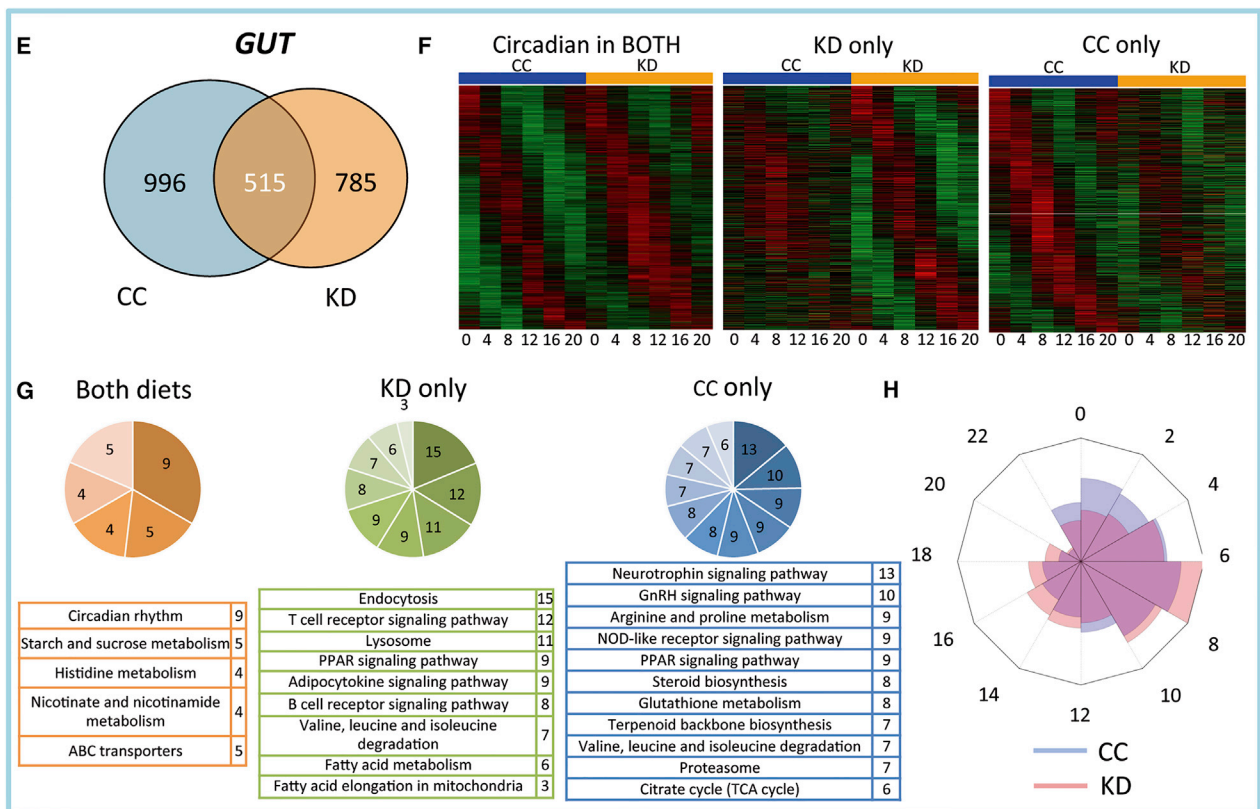 E
GUT
996
515
785
CC
KD
F
Circadian in BOTH
KD only
CC only
CC
KD
CC
KD
CC
KD
0 4 8 12 16 20 0 4 8 12 16 20
0 4 8 12 16 20 0 4 8 12 16 20
0 4 8 12 16 20 0 4 8 12 16 20
G
Both diets
9
5
4
4
5
Circadian rhythm 9
Starch and sucrose metabolism 5
Histidine metabolism 4
Nicotinate and nicotinamide
metabolism 4
ABC transporters 5
KD only
3
15
12
11
9
9
8
7
6
Endocytosis 15
T cell receptor signaling pathway 12
Lysosome 11
PPAR signaling pathway 9
Adipocytokine signaling pathway 9
B cell receptor signaling pathway 8
Valine, leucine and isoleucine
degradation 7
Fatty acid metabolism 6
Fatty acid elongation in mitochondria 3
CC only
13
10
9
9
9
8
8
7
7
7
6
Neurotrophin signaling pathway 13
GnRH signaling pathway 10
Arginine and proline metabolism 9
NOD-like receptor signaling pathway 9
PPAR signaling pathway 9
Steroid biosynthesis 8
Glutathione metabolism 8
Terpenoid backbone biosynthesis 7
Valine, leucine and isoleucine degradation 7
Proteasome 7
Citrate cycle (TCA cycle) 6
H
0
2
4
6
8
10
12
14
16
18
20
22
CC
KD